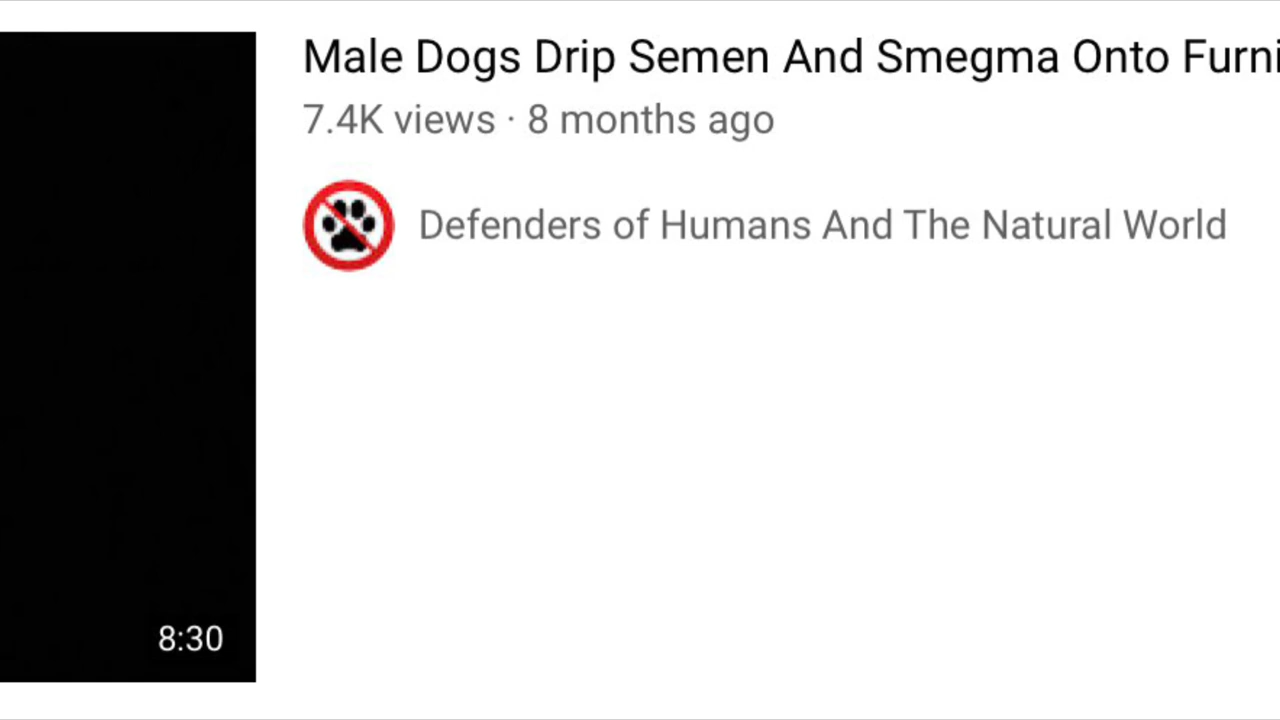 Male Dogs Drip Semen And Smegma Onto Furni
7.4K views · 8 months ago
Defenders of Humans And The Natural World
8:30